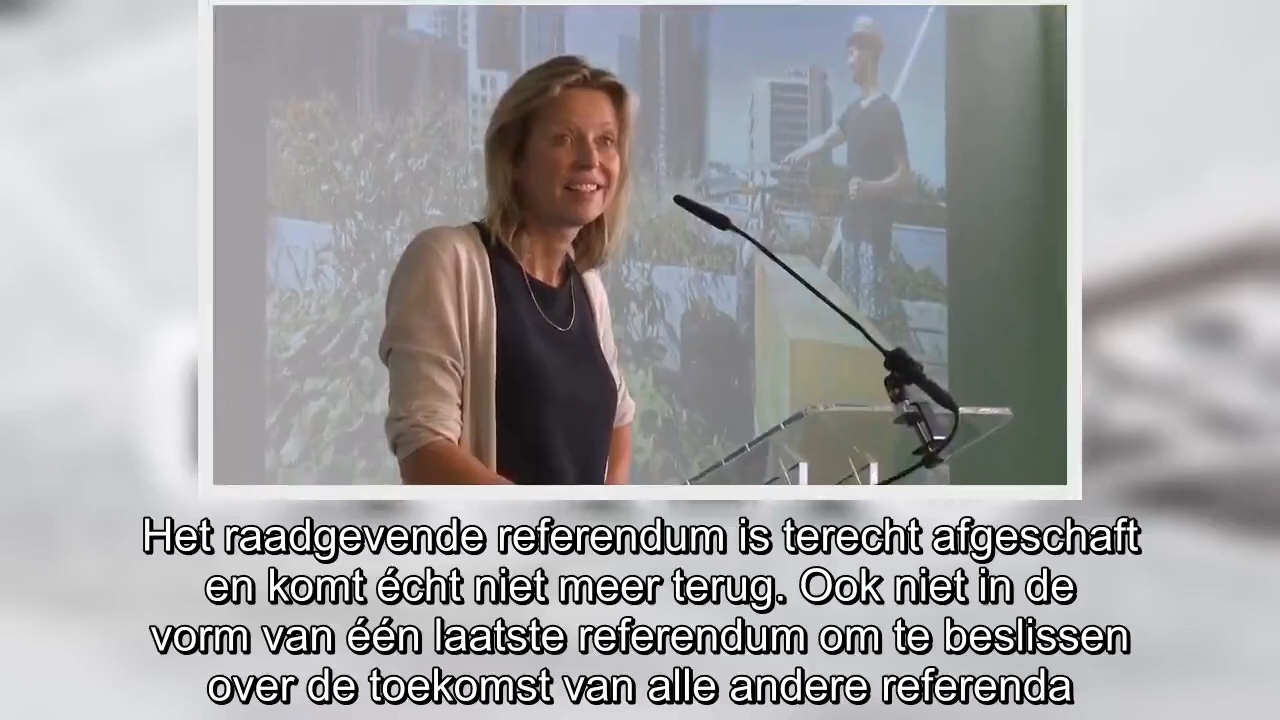 Het raadgevende referendum is terecht afgeschaft
en komt écht niet meer terug. Ook niet in de
vorm van één laatste referendum om te beslissen
over de toekomst van alle andere referenda